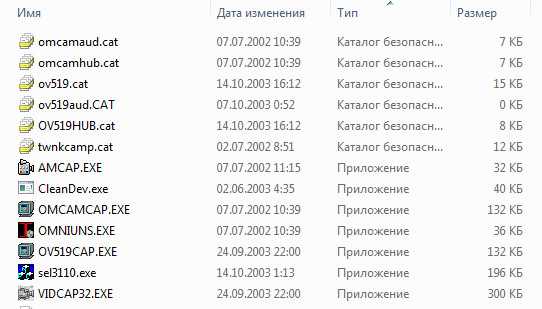 Имя Дата изменения Тип Размер
omcamaud.cat 07.07.2002 10:39 Каталог безопасн... 7 КБ
omcamhub.cat 07.07.2002 10:39 Каталог безопасн... 7 КБ
ov519.cat 14.10.2003 16:12 Каталог безопасн... 15 КБ
ov519aud.CAT 07.10.2003 0:52 Каталог безопасн... 0 КБ
OV519HUB.cat 14.10.2003 16:12 Каталог безопасн... 8 КБ
twnkcamp.cat 02.07.2002 8:51 Каталог безопасн... 12 КБ
AMCAP.EXE 07.07.2002 11:15 Приложение 32 КБ
CleanDev.exe 02.06.2003 4:35 Приложение 40 КБ
OMCAMCAP.EXE 07.07.2002 10:39 Приложение 132 КБ
OMNIUNS.EXE 07.07.2002 10:39 Приложение 36 КБ
OV519CAP.EXE 24.09.2003 22:00 Приложение 132 КБ
sel3110.exe 14.10.2003 1:13 Приложение 196 КБ
VIDCAP32.EXE 24.09.2003 22:00 Приложение 300 КБ